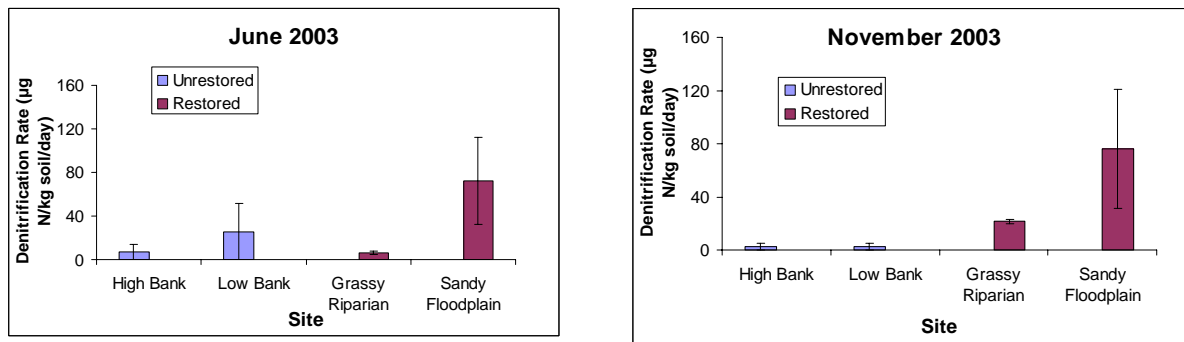 June 2003
Denitrification Rate (µg
N/kg soil/day)
160
120
80
40
0
Unrestored
Restored
High Bank
Low Bank
Grassy
Riparian
Sandy
Floodplain
Site
November 2003
Denitrification Rate (µg
N/kg soil/day)
160
120
80
40
0
Unrestored
Restored
High Bank
Low Bank
Grassy
Riparian
Sandy
Floodplain
Site